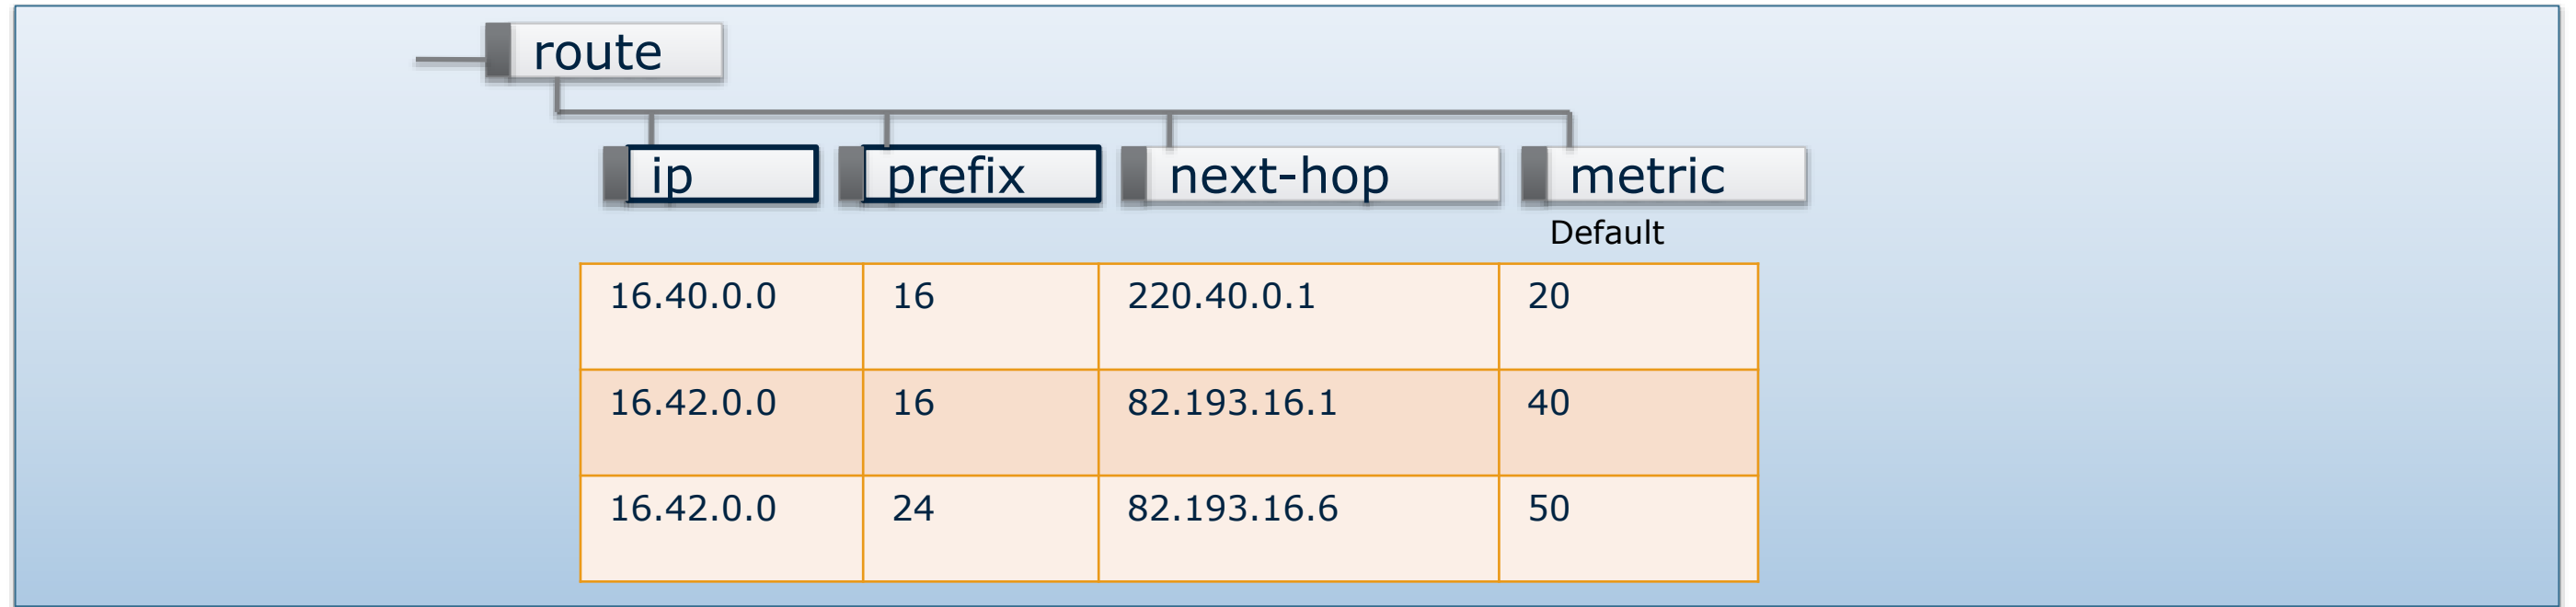 route
ip prefix next-hop metric
Default
16.40.0.0 16 220.40.0.1 20
16.42.0.0 16 82.193.16.1 40
16.42.0.0 24 82.193.16.6 50